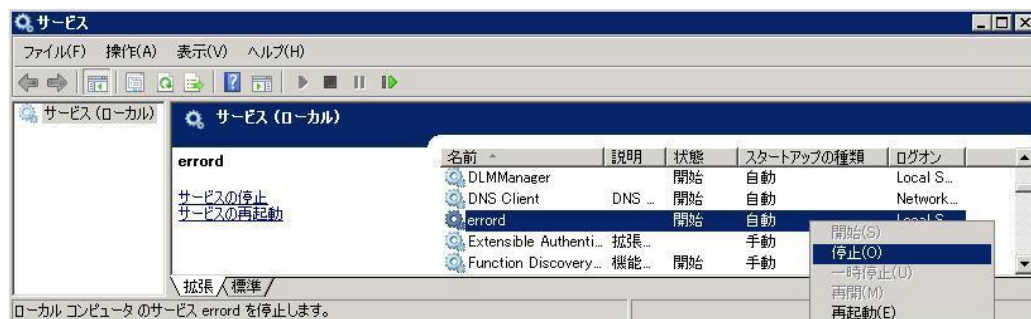 サービス
ファイル(F) 操作(A) 表示(V) ヘルプ(H)
サービス (ローカル)
サービス (ローカル)
errord
サービスの停止
サービスの再起動
名前 説明 状態 スタートアップの種類 ログオン
DLMManager 開始 自動 Local S...
DNS Client DNS ... 開始 自動 Network...
errord 開始 自動 Local S...
Extensible Authenti... 拡張... 手動
Function Discovery... 機能... 開始 手動
開始(S)
停止(O)
一時停止(U)
再開(M)
再起動(E)
拡張 標準
ローカル コンピュータ のサービス errord を停止します。